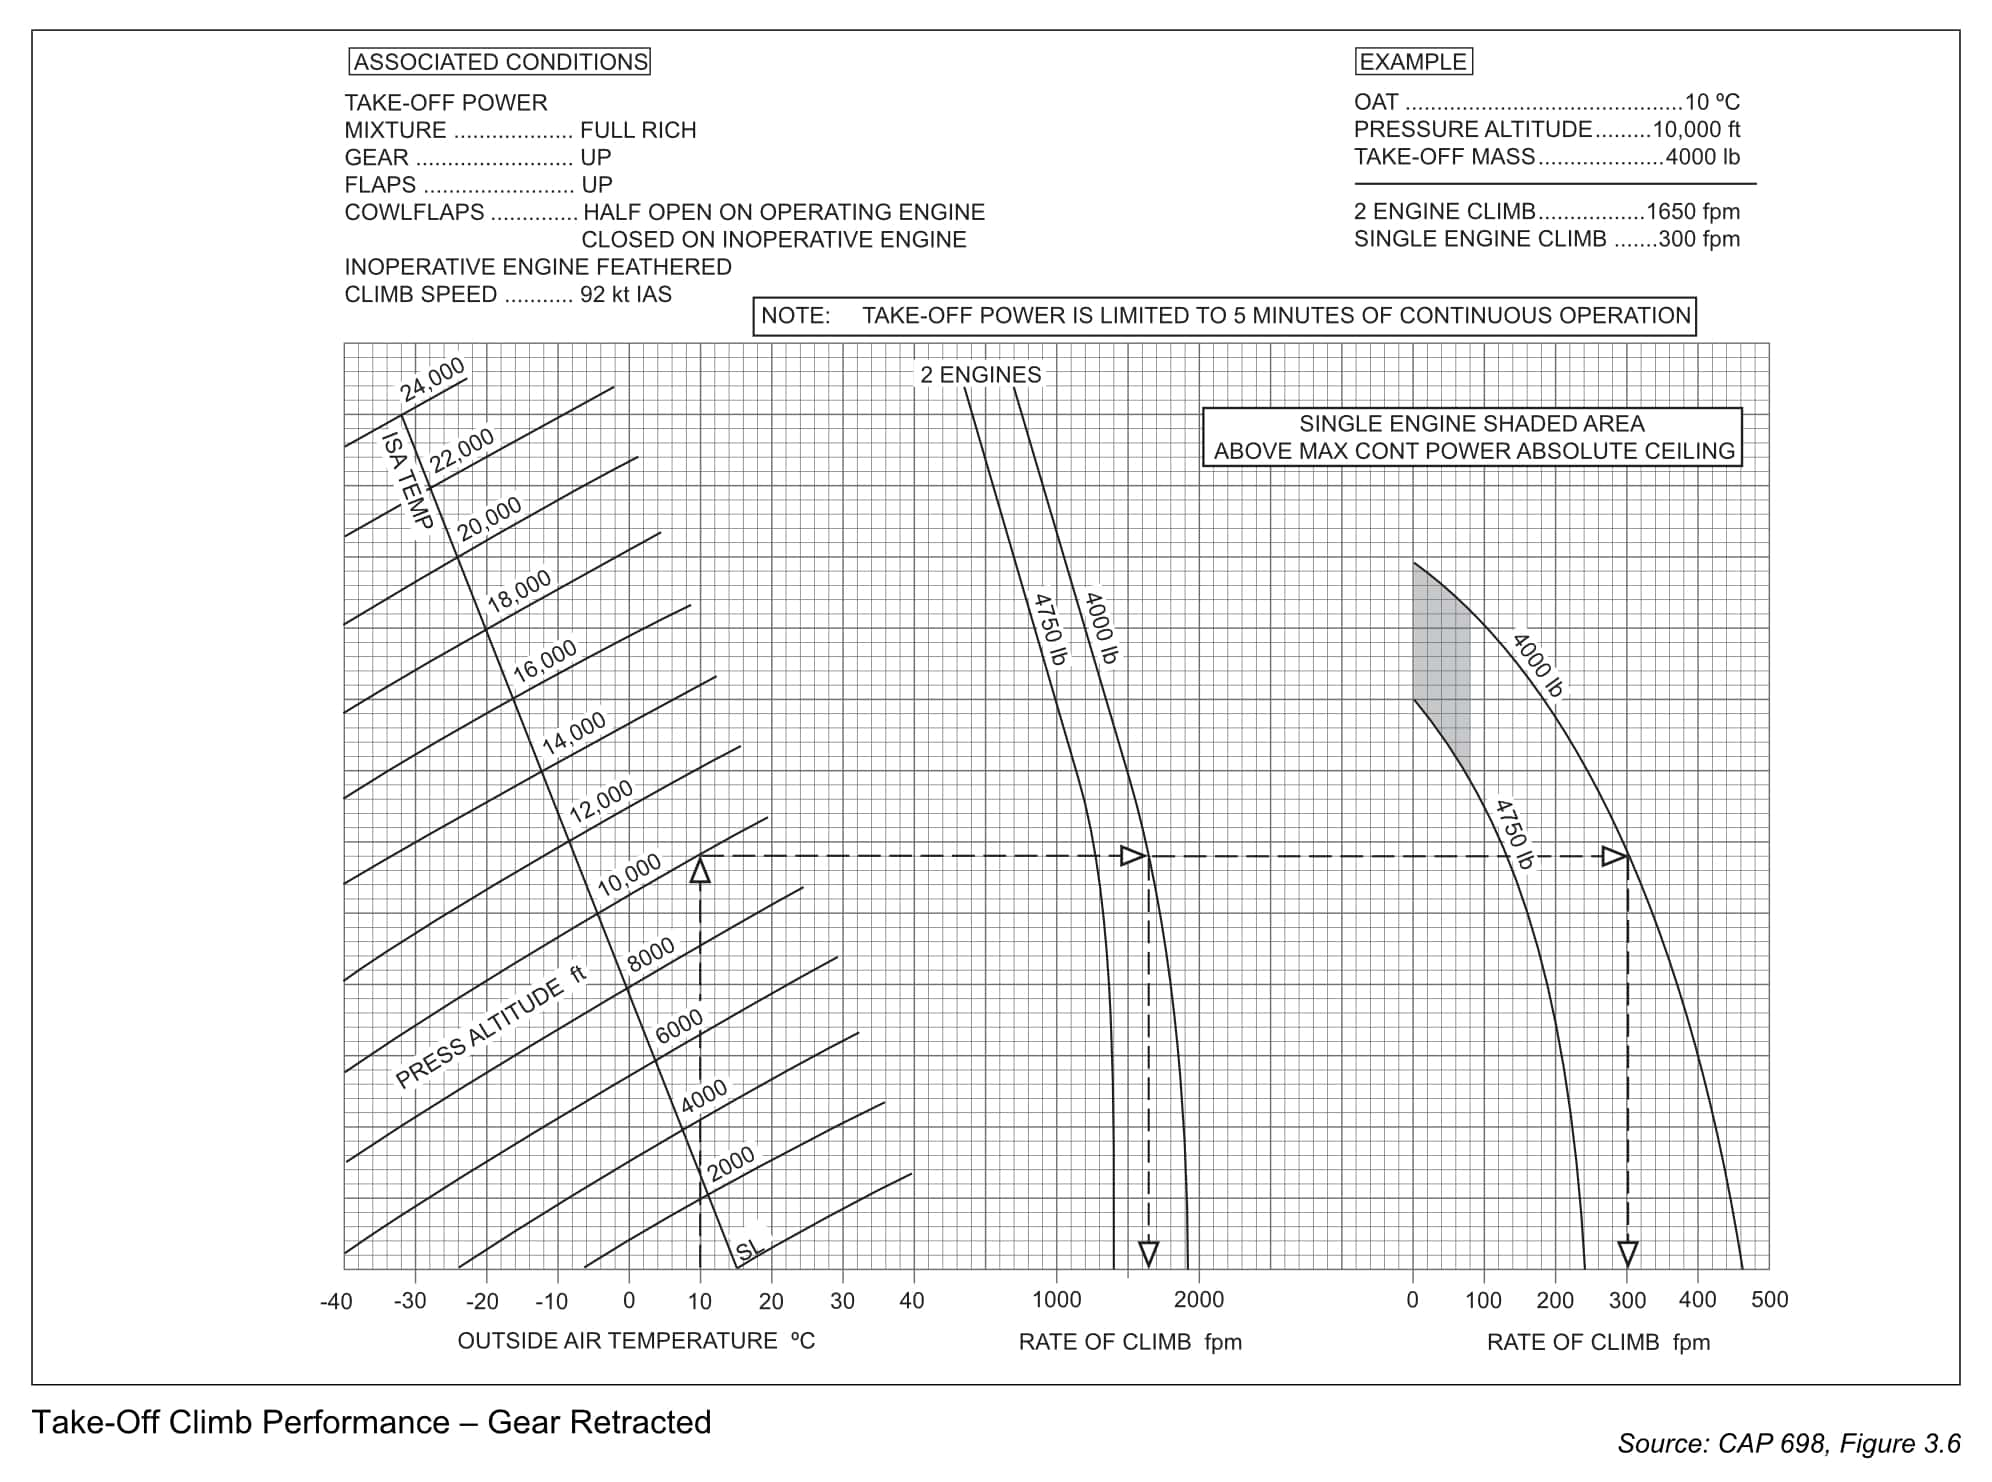 ASSOCIATED CONDITIONS
TAKE-OFF POWER
MIXTURE ................... FULL RICH
GEAR ....................... UP
FLAPS ...................... UP
COWLFLAPS ............. HALF OPEN ON OPERATING ENGINE
CLOSED ON INOPERATIVE ENGINE
INOPERATIVE ENGINE FEATHERED
CLIMB SPEED .......... 92 kt IAS
EXAMPLE
OAT ..........................................10 ºC
PRESSURE ALTITUDE.........10,000 ft
TAKE-OFF MASS....................4000 lb
2 ENGINE CLIMB.................1650 fpm
SINGLE ENGINE CLIMB .......300 fpm
NOTE: TAKE-OFF POWER IS LIMITED TO 5 MINUTES OF CONTINUOUS OPERATION
24,000
22,000
20,000
18,000
16,000
14,000
12,000
10,000
8000
6000
4000
2000
SL
ISA TEMP
PRESS ALTITUDE ft
2 ENGINES
4750 lb
4000 lb
SINGLE ENGINE SHADED AREA
ABOVE MAX CONT POWER ABSOLUTE CEILING
4000 lb
4750 lb
-40 -30 -20 -10 0 10 20 30 40 1000 2000 0 100 200 300 400 500
OUTSIDE AIR TEMPERATURE ºC RATE OF CLIMB fpm RATE OF CLIMB fpm
Take-Off Climb Performance – Gear Retracted
Source: CAP 698, Figure 3.6